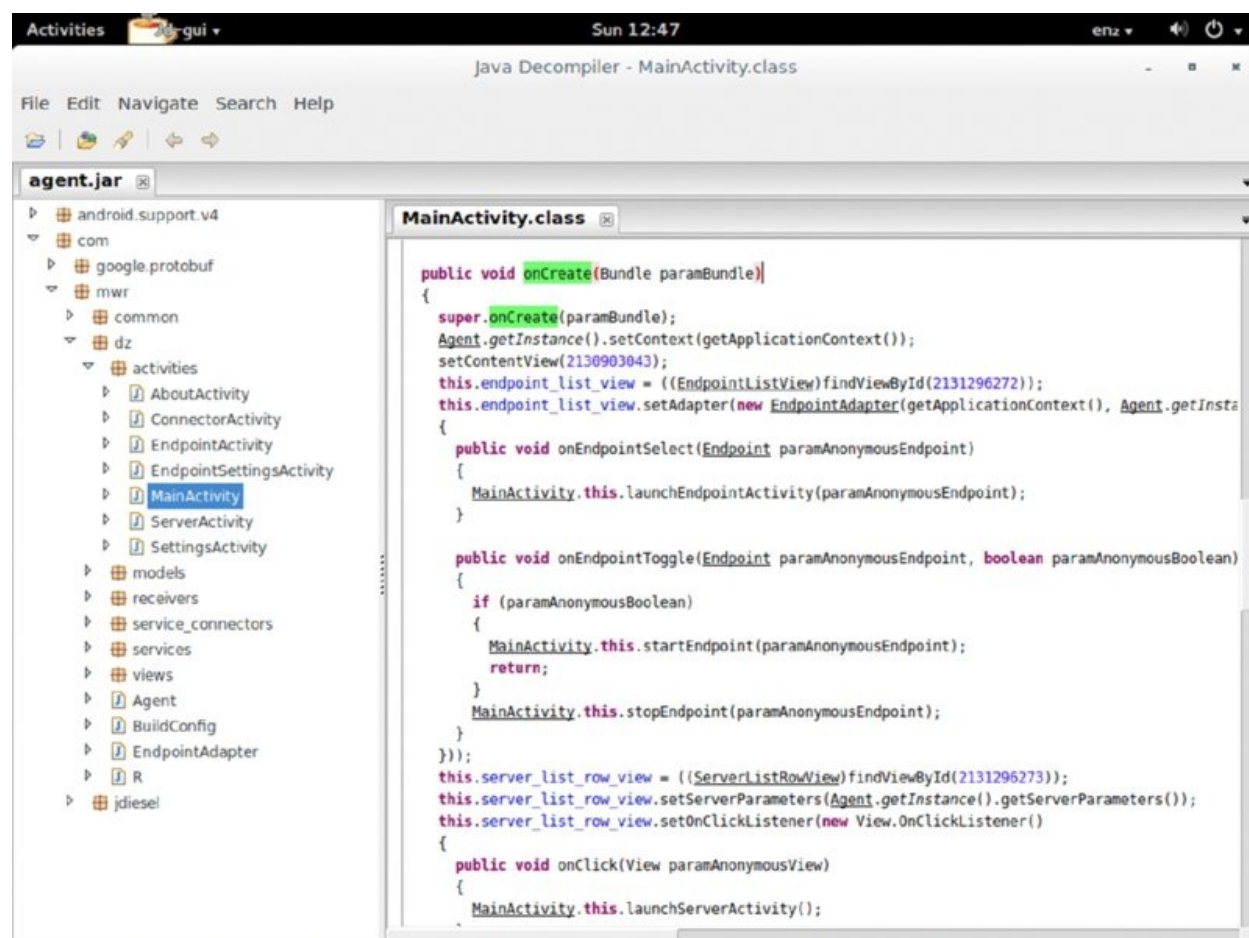 Activities jd-gui Sun 12:47 enz
Java Decompiler - MainActivity.class
File Edit Navigate Search Help
agent.jar
android.support.v4
com
google.protobuf
mwr
common
dz
activities
AboutActivity
ConnectorActivity
EndpointActivity
EndpointSettingsActivity
MainActivity
ServerActivity
SettingsActivity
models
receivers
service_connectors
services
views
Agent
BuildConfig
EndpointAdapter
R
jdiesel
MainActivity.class
public void onCreate(Bundle paramBundle)
{
super.onCreate(paramBundle);
Agent.getInstance().setContext(getApplicationContext());
setContentView(2130903043);
this.endpoint_list_view = ((EndpointListView)findViewById(2131296272));
this.endpoint_list_view.setAdapter(new EndpointAdapter(getApplicationContext(), Agent.getInsta
{
public void onEndpointSelect(Endpoint paramAnonymousEndpoint)
{
MainActivity.this.launchEndpointActivity(paramAnonymousEndpoint);
}
public void onEndpointToggle(Endpoint paramAnonymousEndpoint, boolean paramAnonymousBoolean)
{
if (paramAnonymousBoolean)
{
MainActivity.this.startEndpoint(paramAnonymousEndpoint);
return;
}
MainActivity.this.stopEndpoint(paramAnonymousEndpoint);
}
}));
this.server_list_row_view = ((ServerListRowView)findViewById(2131296273));
this.server_list_row_view.setServerParameters(Agent.getInstance().getServerParameters());
this.server_list_row_view.setOnClickListener(new View.OnClickListener()
{
public void onClick(View paramAnonymousView)
{
MainActivity.this.launchServerActivity();